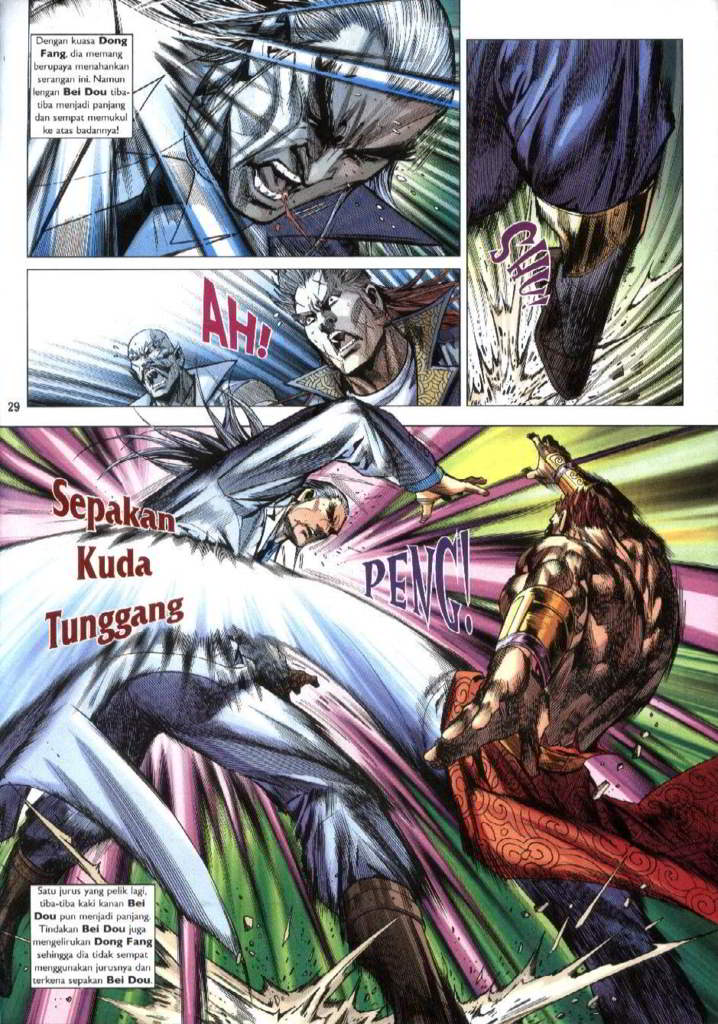 Dengan kuasa Dong
Fang, dia memang
berupaya menahankan
serangan ini. Namun
lengan Bei Dou tiba-
tiba menjadi panjang
dan sempat memukul
ke atas badannya!
SHU!
AH!
29
Sepakan
Kuda
Tunggang
PENG!
Satu jurus yang pelik lagi,
tiba-tiba kaki kanan Bei
Dou pun menjadi panjang.
Tindakan Bei Dou juga
mengelirukan Dong Fang
sehingga dia tidak sempat
menggunakan jurusnya dan
terkena sepakan Bei Dou.